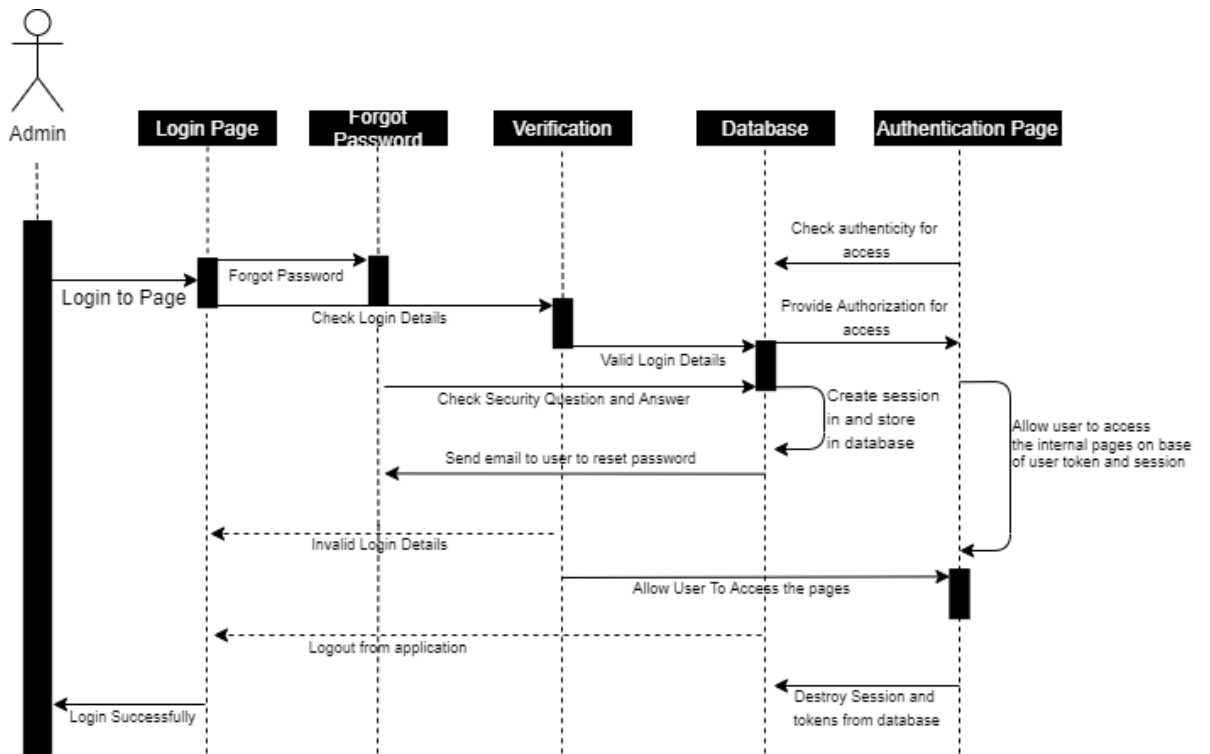 Admin
Login Page
Forgot
Password
Verification
Database
Authentication Page
Check authenticity for
access
Forgot Password
Login to Page
Check Login Details
Provide Authorization for
access
Valid Login Details
Check Security Question and Answer
Create session
in and store
in database
Allow user to access
the internal pages on base
of user token and session
Send email to user to reset password
Invalid Login Details
Allow User To Access the pages
Logout from application
Destroy Session and
tokens from database
Login Successfully